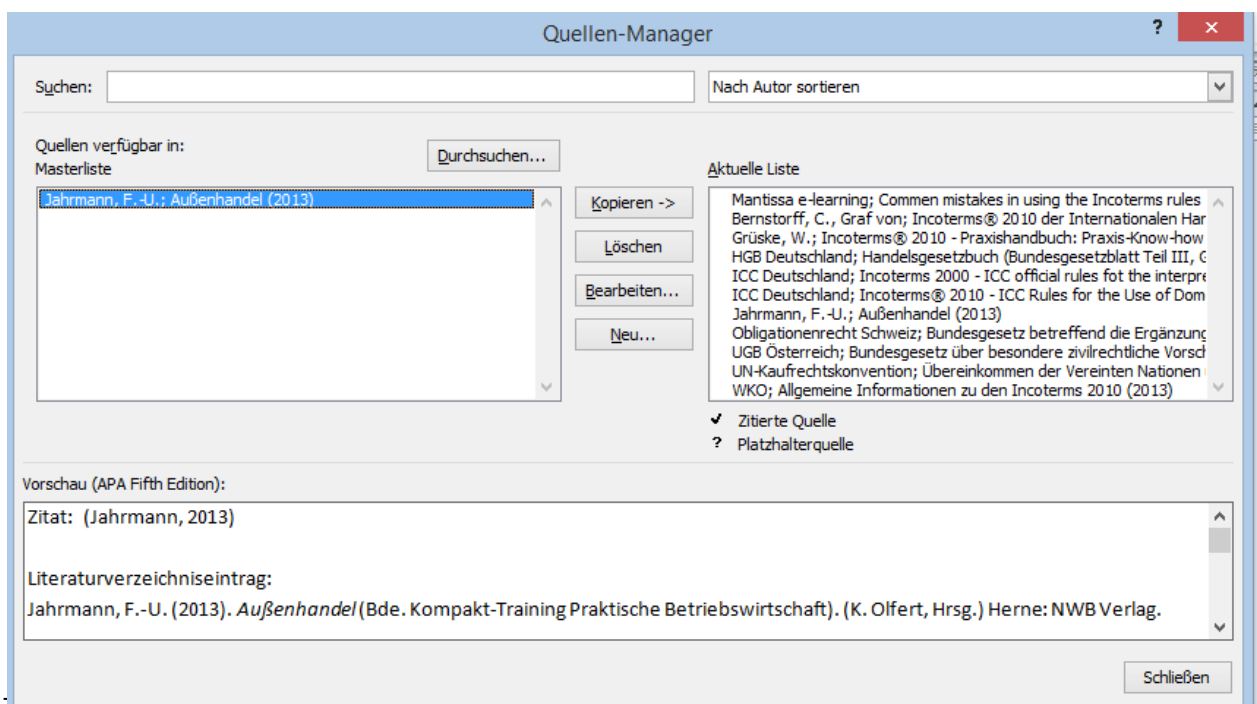 Quellen-Manager
?
Suchen:
Nach Autor sortieren
Quellen verfügbar in:
Masterliste
Durchsuchen...
Aktuelle Liste
Jahrmann, F.-U.; Außenhandel (2013)
Kopieren ->
Löschen
Bearbeiten...
Neu...
Mantissa e-learning; Commen mistakes in using the Incoterms rules
Bernstorff, C., Graf von; Incoterms® 2010 der Internationalen Har
Grüske, W.; Incoterms® 2010 - Praxishandbuch: Praxis-Know-how
HGB Deutschland; Handelsgesetzbuch (Bundesgesetzblatt Teil III, G
ICC Deutschland; Incoterms 2000 - ICC official rules fot the interpre
ICC Deutschland; Incoterms® 2010 - ICC Rules for the Use of Dom
Jahrmann, F.-U.; Außenhandel (2013)
Obligationenrecht Schweiz; Bundesgesetz betreffend die Ergänzung
UGB Österreich; Bundesgesetz über besondere zivilrechtliche Vorsch
UN-Kaufrechtskonvention; Übereinkommen der Vereinten Nationen
WKO; Allgemeine Informationen zu den Incoterms 2010 (2013)
✓ Zitierte Quelle
? Platzhalterquelle
Vorschau (APA Fifth Edition):
Zitat: (Jahrmann, 2013)
Literaturverzeichniseintrag:
Jahrmann, F.-U. (2013). Außenhandel (Bde. Kompakt-Training Praktische Betriebswirtschaft). (K. Olfert, Hrsg.) Herne: NWB Verlag.
Schließen